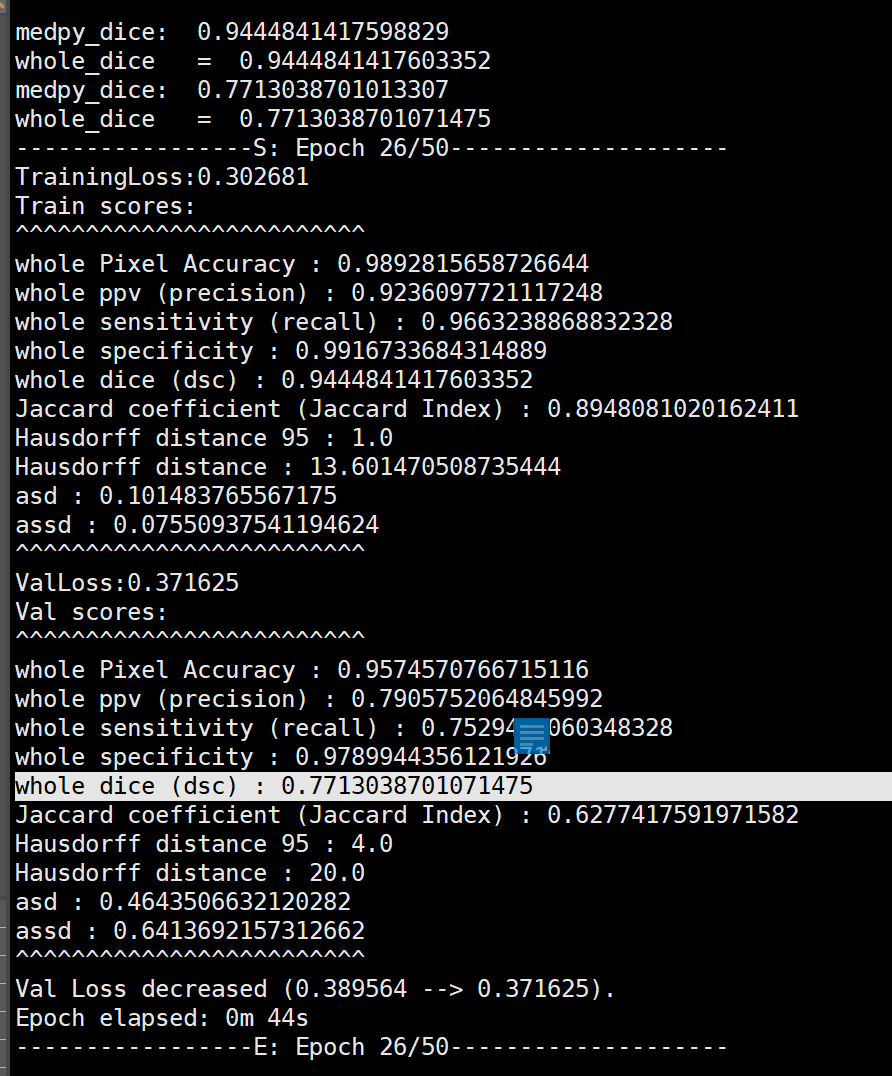 medpy_dice:  0.9444841417598829
whole_dice   =  0.9444841417603352
medpy_dice:  0.7713038701013307
whole_dice   =  0.7713038701071475
-----------------S: Epoch 26/50--------------------
TrainingLoss:0.302681
Train scores:
^^^^^^^^^^^^^^^^^^^^^^^^^
whole Pixel Accuracy : 0.9892815658726644
whole ppv (precision) : 0.9236097721117248
whole sensitivity (recall) : 0.9663238868832328
whole specificity : 0.9916733684314889
whole dice (dsc) : 0.9444841417603352
Jaccard coefficient (Jaccard Index) : 0.8948081020162411
Hausdorff distance 95 : 1.0
Hausdorff distance : 13.601470508735444
asd : 0.101483765567175
assd : 0.07550937541194624
^^^^^^^^^^^^^^^^^^^^^^^^^
ValLoss:0.371625
Val scores:
^^^^^^^^^^^^^^^^^^^^^^^^^
whole Pixel Accuracy : 0.9574570766715116
whole ppv (precision) : 0.7905752064845992
whole sensitivity (recall) :
whole specificity : 0.9789944356121926
whole dice (dsc) : 0.7713038701071475
Jaccard coefficient (Jaccard Index) : 0.6277417591971582
Hausdorff distance 95 : 4.0
Hausdorff distance : 20.0
asd : 0.4643506632120282
assd : 0.6413692157312662
^^^^^^^^^^^^^^^^^^^^^^^^^
Val Loss decreased (0.389564 --> 0.371625).
Epoch elapsed: 0m 44s
-----------------E: Epoch 26/50--------------------